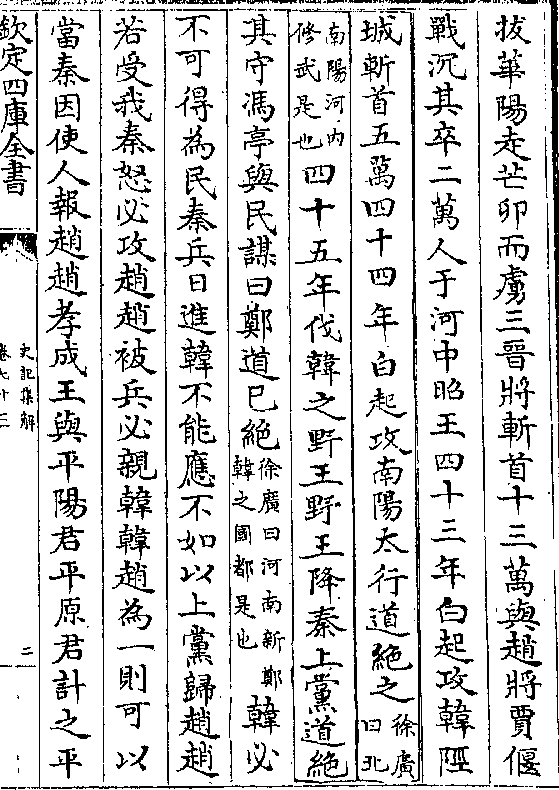 拔華陽走芒卯而虜三晉將斬首十三萬與趙將賈偃
戰沉其卒二萬人于河中昭王四十三年白起攻韓陘
城斬首五萬四十四年白起攻南陽太行道絶之徐廣曰此
南陽河内修武是也四十五年伐韓之野王野王降秦上黨道絶
其守馮亭與民謀曰鄭道已絶徐廣曰河南新鄭韓之國都是也韓必
不可得為民秦兵日進韓不能應不如以上黨歸趙趙
若受我秦怒必攻趙趙被兵必親韓韓趙為一則可以
當秦因使人報趙趙孝成王與平陽君平原君計之平
欽定四庫全書
史記集解
卷七十三
二